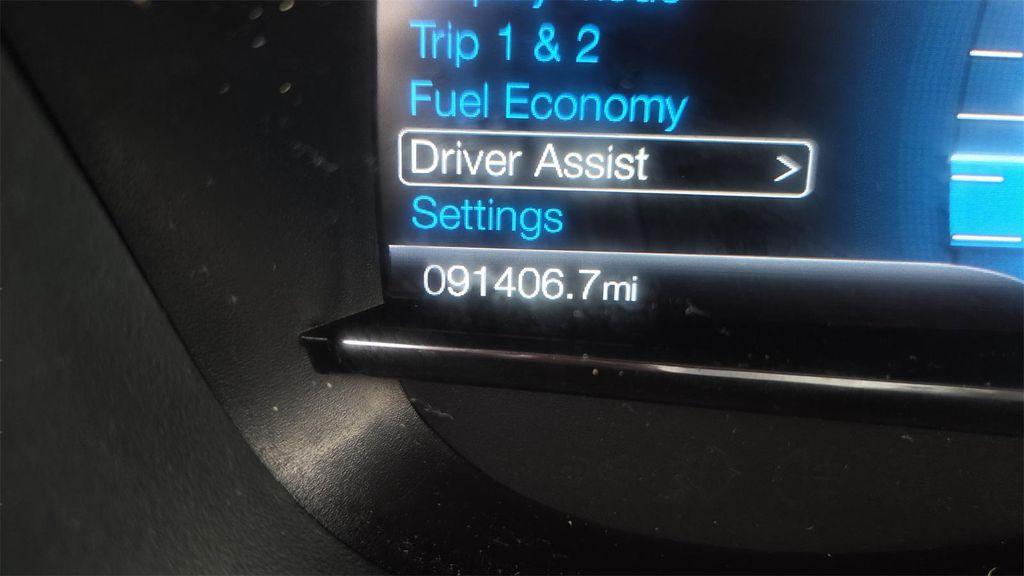 Trip 1 & 2
Fuel Economy
Driver Assist >
Settings
091406.7mi